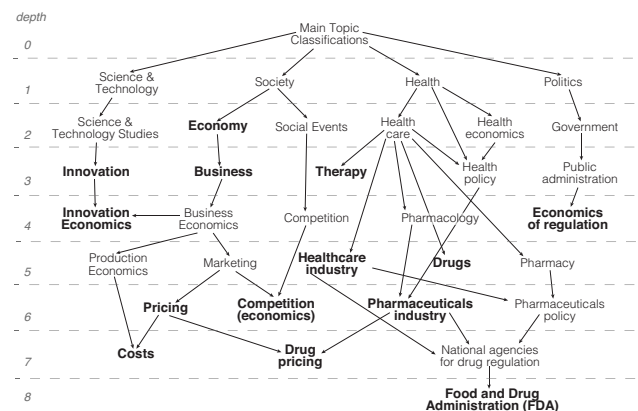 depth
Main Topic
Classifications
0
Science &
Technology
Society
Health
Politics
1
Science &
Technology Studies
Economy
Social Events
Health
care
Health
economics
Government
2
Innovation
Business
Therapy
Health
policy
Public
administration
3
Innovation
Economics
Business
Economics
Competition
Pharmacology
Economics
of regulation
4
Production
Economics
Marketing
Healthcare
industry
Drugs
Pharmacy
5
Pricing
Competition
(economics)
Pharmaceuticals
industry
Pharmaceuticals
policy
6
Costs
Drug
pricing
National agencies
for drug regulation
7
Food and Drug
Administration (FDA)
8